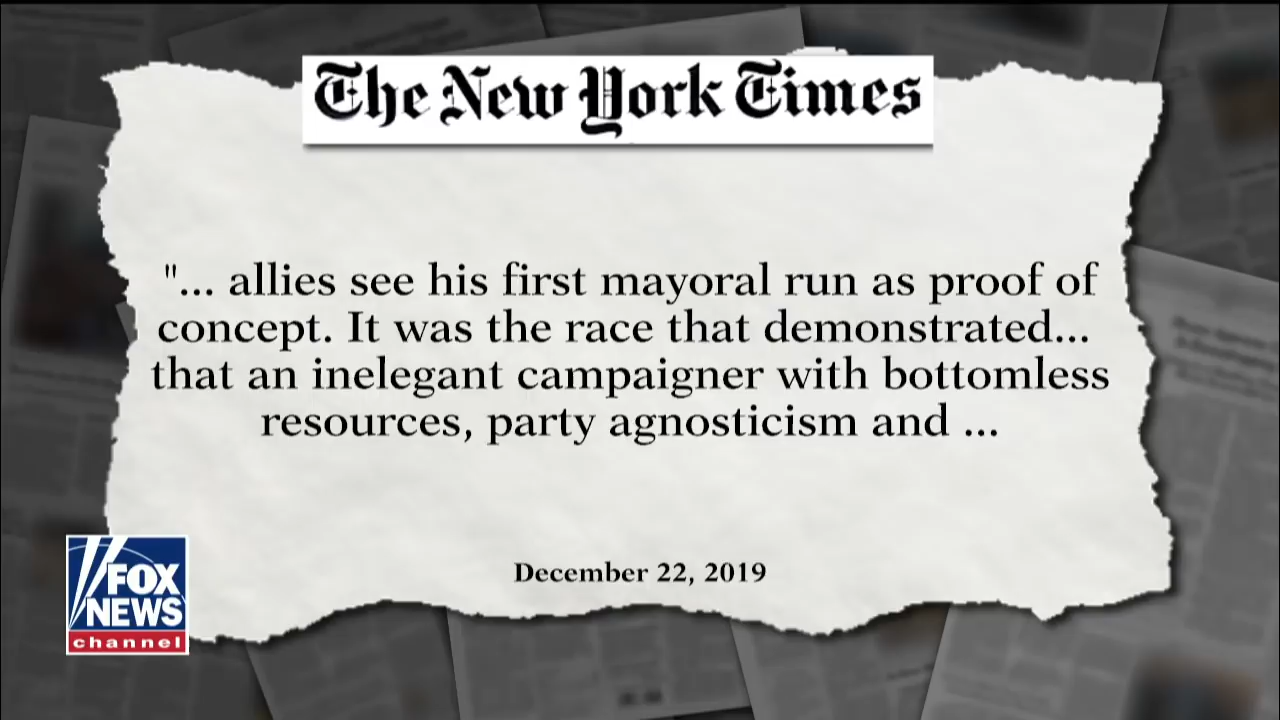 The New York Times
"... allies see his first mayoral run as proof of
concept. It was the race that demonstrated...
that an inelegant campaigner with bottomless
resources, party agnosticism and ...
December 22, 2019
FOX
NEWS
channel